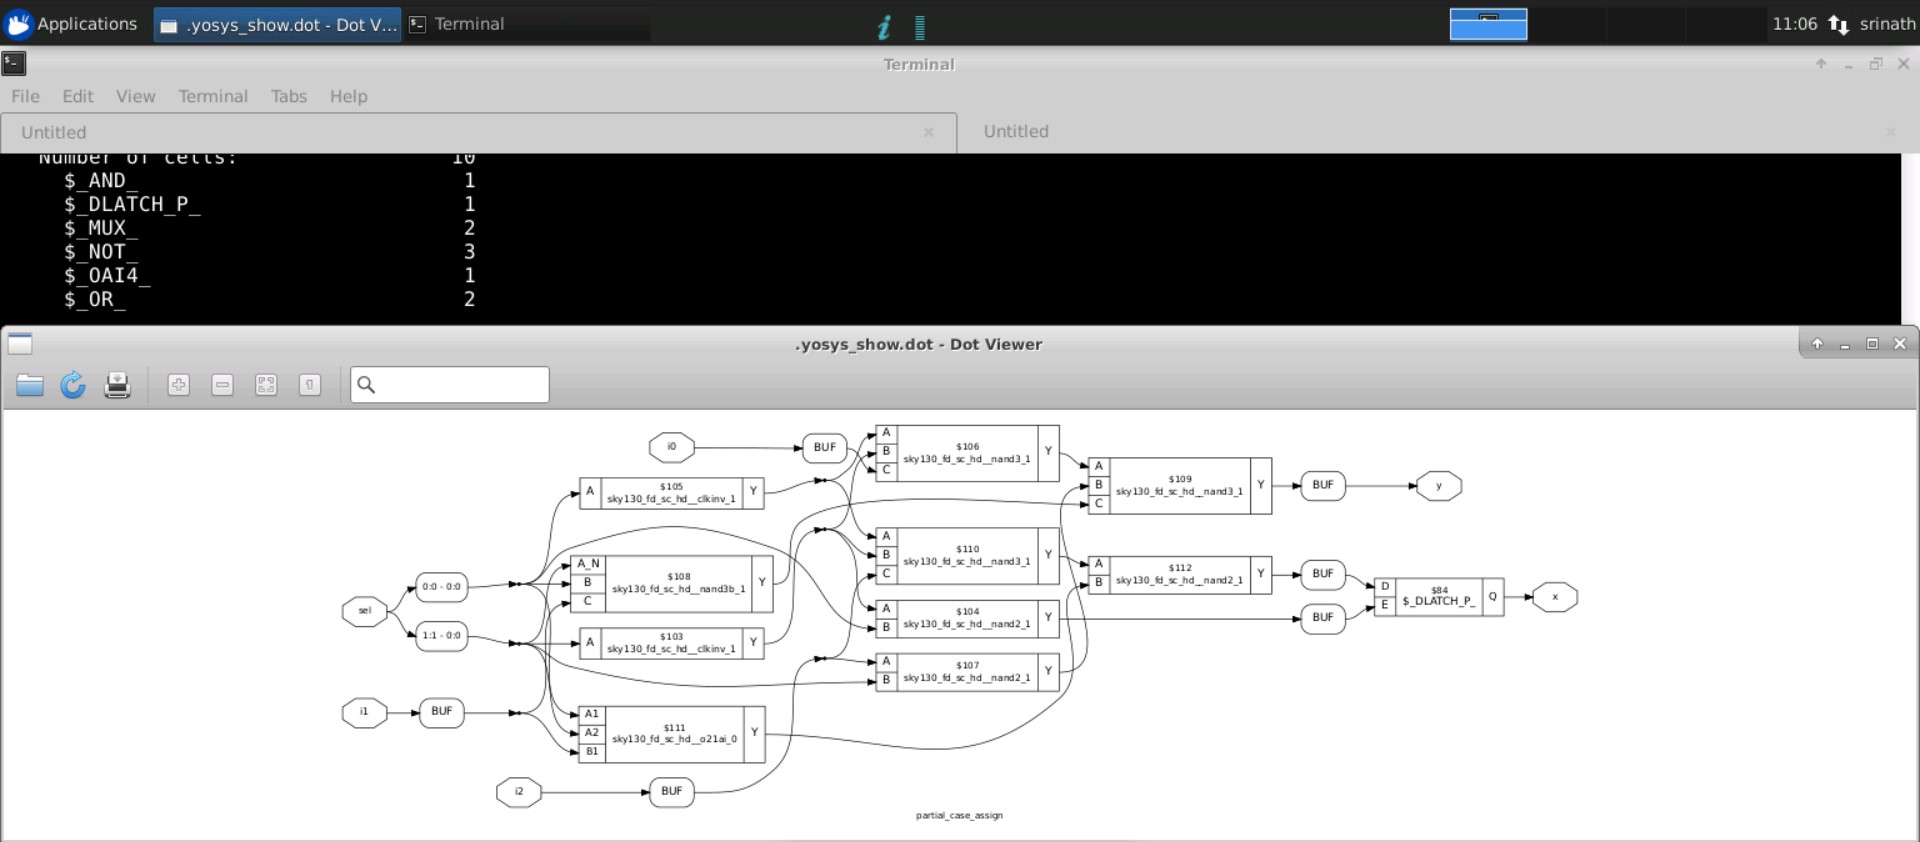 Applications
.yosys_show.dot - Dot V...
Terminal
11:06
srinath
Terminal
File Edit View Terminal Tabs Help
Untitled
Untitled
Number of cells: 10
$_AND_ 1
$_DLATCH_P_ 1
$_MUX_ 2
$_NOT_ 3
$_OAI4_ 1
$_OR_ 2
.yosys_show.dot - Dot Viewer
i0
BUF
A
B
C
$106
sky130_fd_sc_hd__nand3_1
Y
A
$105
sky130_fd_sc_hd__clkinv_1
Y
A
B
C
$109
sky130_fd_sc_hd__nand3_1
Y
BUF
y
A_N
B
C
$108
sky130_fd_sc_hd__nand3b_1
Y
A
B
C
$110
sky130_fd_sc_hd__nand3_1
Y
A
B
$112
sky130_fd_sc_hd__nand2_1
Y
BUF
sel
0:0 - 0:0
1:1 - 0:0
A
$103
sky130_fd_sc_hd__clkinv_1
Y
A
B
$104
sky130_fd_sc_hd__nand2_1
Y
BUF
D
E
$84
$_DLATCH_P_
Q
x
A
B
$107
sky130_fd_sc_hd__nand2_1
Y
i1
BUF
A1
A2
B1
$111
sky130_fd_sc_hd__o21ai_0
Y
i2
BUF
partial_case_assign